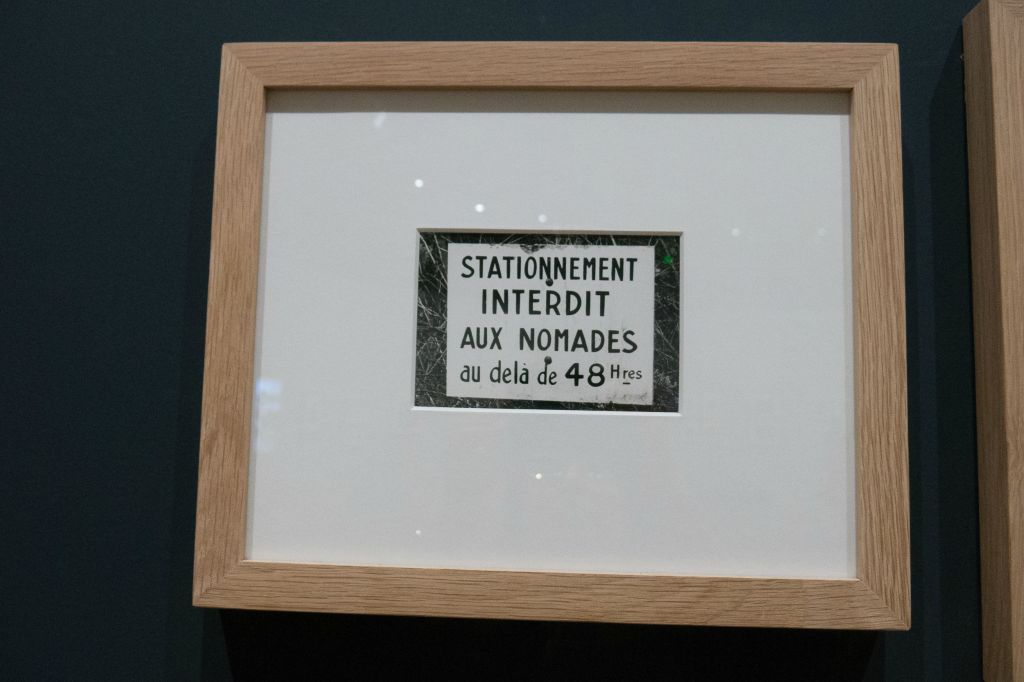 STATIONNEMENT
INTERDIT
AUX NOMADES
au delà de 48 Hres